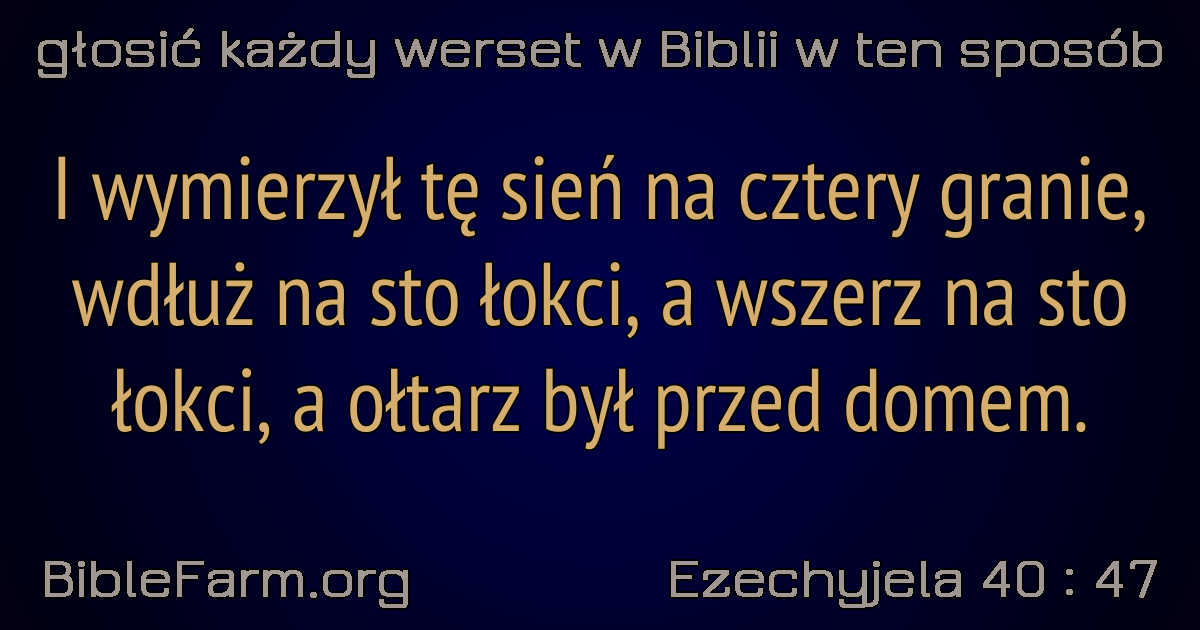 głosić każdy werset w Biblii w ten sposób
I wymierzył tę sień na cztery granie,
wdłuż na sto łokci, a wszerz na sto
łokci, a ołtarz był przed domem.
BibleFarm.org
Ezechyjela 40 : 47